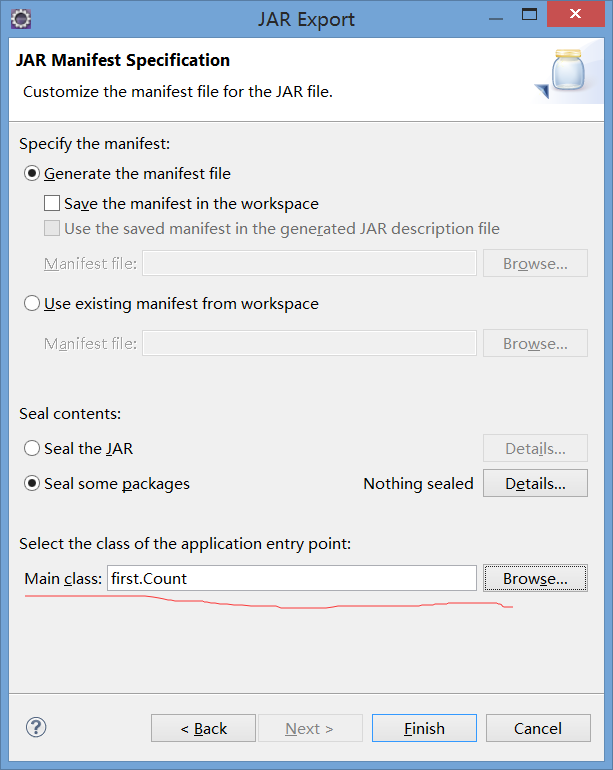 JAR Export
JAR Manifest Specification
Customize the manifest file for the JAR file.
Specify the manifest:
Generate the manifest file
Save the manifest in the workspace
Use the saved manifest in the generated JAR description file
Manifest file: Browse...
Use existing manifest from workspace
Manifest file: Browse...
Seal contents:
Seal the JAR Details...
Seal some packages Nothing sealed Details...
Select the class of the application entry point:
Main class: first.Count Browse...
? < Back Next > Finish Cancel